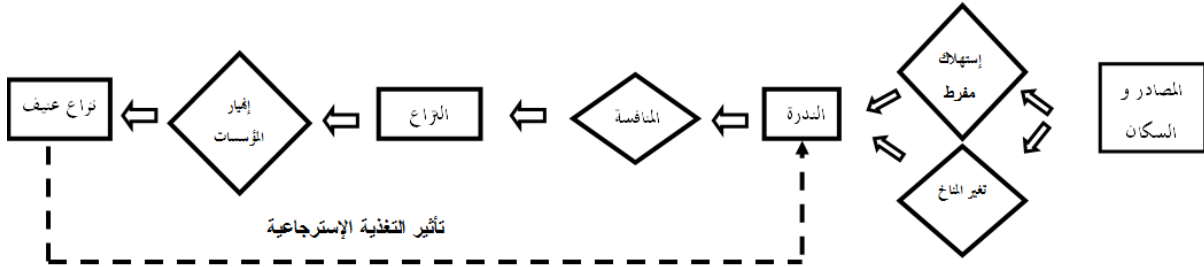 المصادر و
السكان
إستهلاك
مفرط
تغير المناخ
الندرة
المنافسة
النزاع
إنهيار
المؤسسات
نزاع عنيف
تأثير التغذية الإسترجاعية